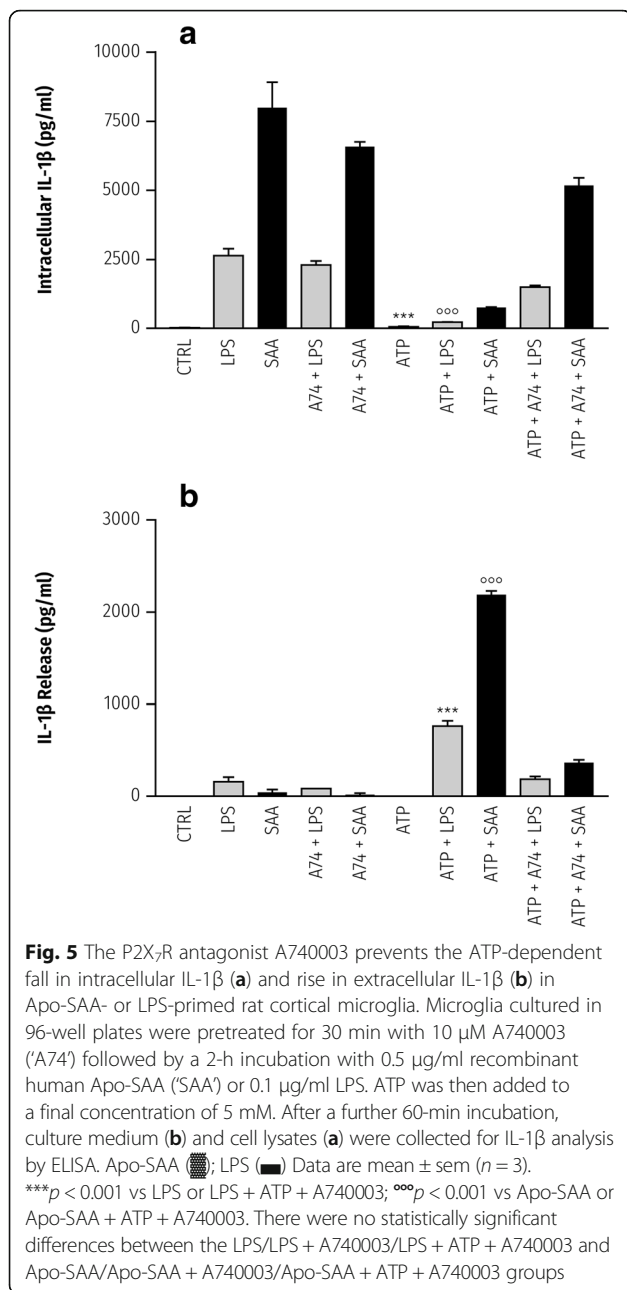 a
10000
7500
5000
2500
0
Intracellular IL-1β (pg/ml)
***
°°°
CTRL
LPS
SAA
A74 + LPS
A74 + SAA
ATP
ATP + LPS
ATP + SAA
ATP + A74 + LPS
ATP + A74 + SAA
b
3000
2000
1000
0
IL-1β Release (pg/ml)
***
°°°
CTRL
LPS
SAA
A74 + LPS
A74 + SAA
ATP
ATP + LPS
ATP + SAA
ATP + A74 + LPS
ATP + A74 + SAA
Fig. 5 The P2X₇R antagonist A740003 prevents the ATP-dependent
fall in intracellular IL-1β (a) and rise in extracellular IL-1β (b) in
Apo-SAA- or LPS-primed rat cortical microglia. Microglia cultured in
96-well plates were pretreated for 30 min with 10 μM A740003
('A74') followed by a 2-h incubation with 0.5 μg/ml recombinant
human Apo-SAA ('SAA') or 0.1 μg/ml LPS. ATP was then added to
a final concentration of 5 mM. After a further 60-min incubation,
culture medium (b) and cell lysates (a) were collected for IL-1β analysis
by ELISA. Apo-SAA (▓); LPS (▬) Data are mean ± sem (n = 3).
***p < 0.001 vs LPS or LPS + ATP + A740003; °°°p < 0.001 vs Apo-SAA or
Apo-SAA + ATP + A740003. There were no statistically significant
differences between the LPS/LPS + A740003/LPS + ATP + A740003 and
Apo-SAA/Apo-SAA + A740003/Apo-SAA + ATP + A740003 groups